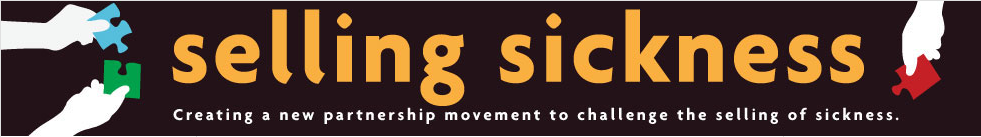 selling sickness
Creating a new partnership movement to challenge the selling of sickness.